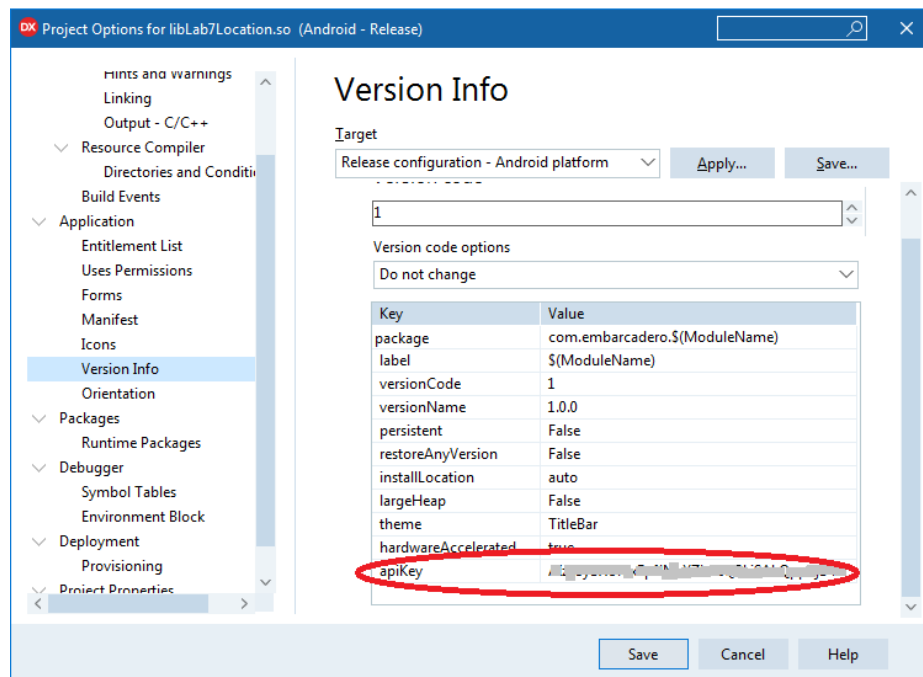 DX Project Options for libLab7Location.so (Android - Release)
Hints and Warnings
Linking
Output - C/C++
Resource Compiler
Directories and Conditi
Build Events
Application
Entitlement List
Uses Permissions
Forms
Manifest
Icons
Version Info
Orientation
Packages
Runtime Packages
Debugger
Symbol Tables
Environment Block
Deployment
Provisioning
Project Properties
Version Info
Target
Release configuration - Android platform
Apply...
Save...
Version code
1
Version code options
Do not change
Key Value
package com.embarcadero.$(ModuleName)
label $(ModuleName)
versionCode 1
versionName 1.0.0
persistent False
restoreAnyVersion False
installLocation auto
largeHeap False
theme TitleBar
hardwareAccelerated true
apiKey
Save Cancel Help